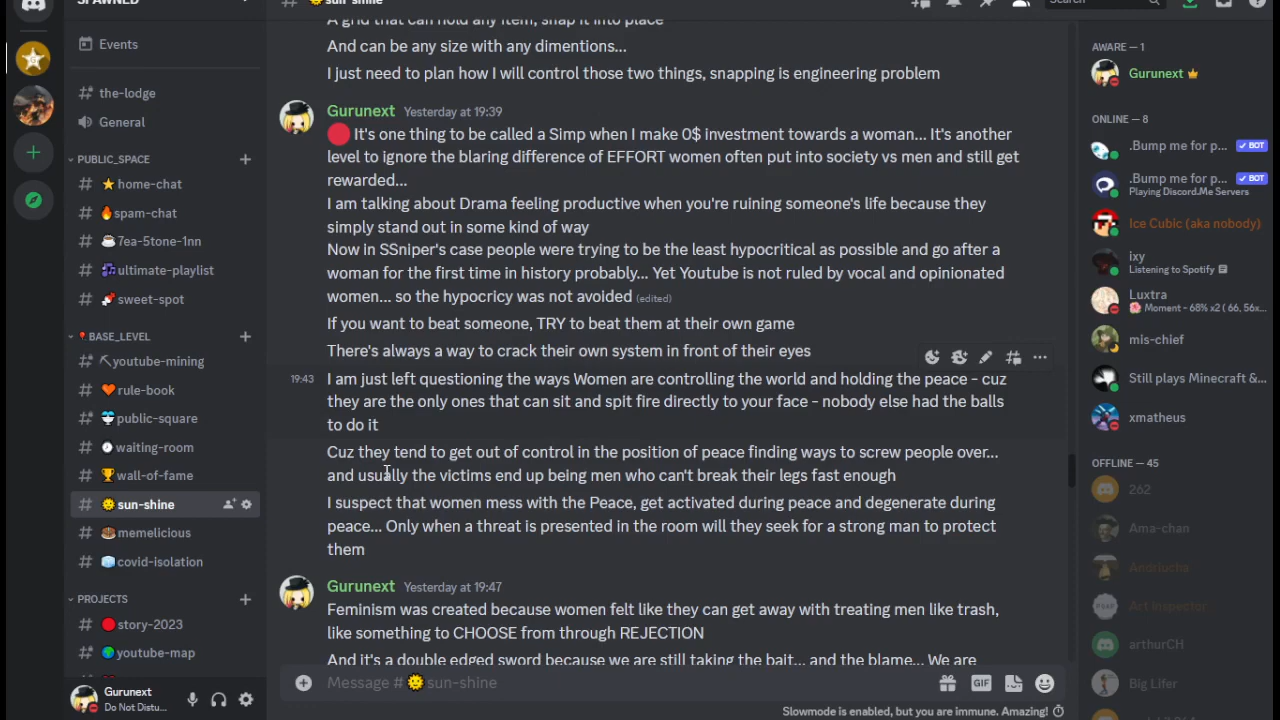 SPAWNED
sun-shine
Search
Events
the-lodge
General
PUBLIC_SPACE
home-chat
spam-chat
7ea-5tone-1nn
ultimate-playlist
sweet-spot
BASE_LEVEL
youtube-mining
rule-book
public-square
waiting-room
wall-of-fame
sun-shine
memelicious
covid-isolation
PROJECTS
story-2023
youtube-map
Gurunext
Do Not Distu...
A grid that can hold any item, snap it into place
And can be any size with any dimentions...
I just need to plan how I will control those two things, snapping is engineering problem
Gurunext Yesterday at 19:39
It's one thing to be called a Simp when I make 0$ investment towards a woman... It's another
level to ignore the blaring difference of EFFORT women often put into society vs men and still get
rewarded...
I am talking about Drama feeling productive when you're ruining someone's life because they
simply stand out in some kind of way
Now in SSniper's case people were trying to be the least hypocritical as possible and go after a
woman for the first time in history probably... Yet Youtube is not ruled by vocal and opinionated
women... so the hypocricy was not avoided (edited)
If you want to beat someone, TRY to beat them at their own game
There's always a way to crack their own system in front of their eyes
19:43 I am just left questioning the ways Women are controlling the world and holding the peace - cuz
they are the only ones that can sit and spit fire directly to your face - nobody else had the balls
to do it
Cuz they tend to get out of control in the position of peace finding ways to screw people over...
and usually the victims end up being men who can't break their legs fast enough
I suspect that women mess with the Peace, get activated during peace and degenerate during
peace... Only when a threat is presented in the room will they seek for a strong man to protect
them
Gurunext Yesterday at 19:47
Feminism was created because women felt like they can get away with treating men like trash,
like something to CHOOSE from through REJECTION
And it's a double edged sword because we are still taking the bait... and the blame... We are
Message # sun-shine
GIF
Slowmode is enabled, but you are immune. Amazing!
AWARE — 1
Gurunext
ONLINE — 8
.Bump me for p... BOT
.Bump me for p... BOT
Playing Discord.Me Servers
Ice Cubic (aka nobody)
ixy
Listening to Spotify
Luxtra
Moment - 68% x2 ( 66, 56x...
mis-chief
Still plays Minecraft &...
xmatheus
OFFLINE — 45
262
Ama-chan
Antriochs
Art Inspector
arthurCH
Big Lifer